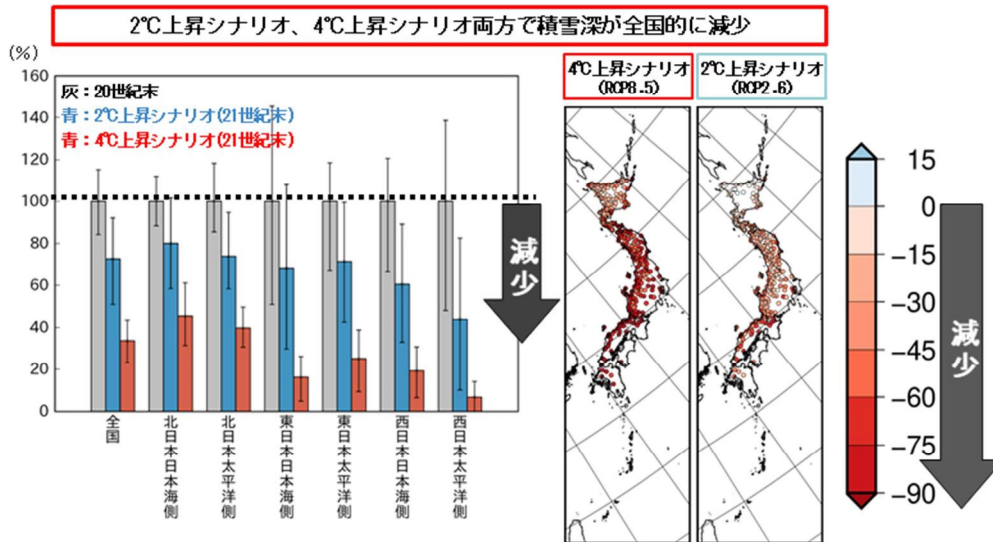 2℃上昇シナリオ、4℃上昇シナリオ両方で積雪深が全国的に減少
(%)
160
140
120
100
80
60
40
20
0
灰：20世紀末
青：2℃上昇シナリオ(21世紀末)
青：4℃上昇シナリオ(21世紀末)
減少
全国
北日本日本海側
北日本太平洋側
東日本日本海側
東日本太平洋側
西日本日本海側
西日本太平洋側
4℃上昇シナリオ
(RCP8.5)
2℃上昇シナリオ
(RCP2.6)
15
0
-15
-30
-45
-60
-75
-90
減少